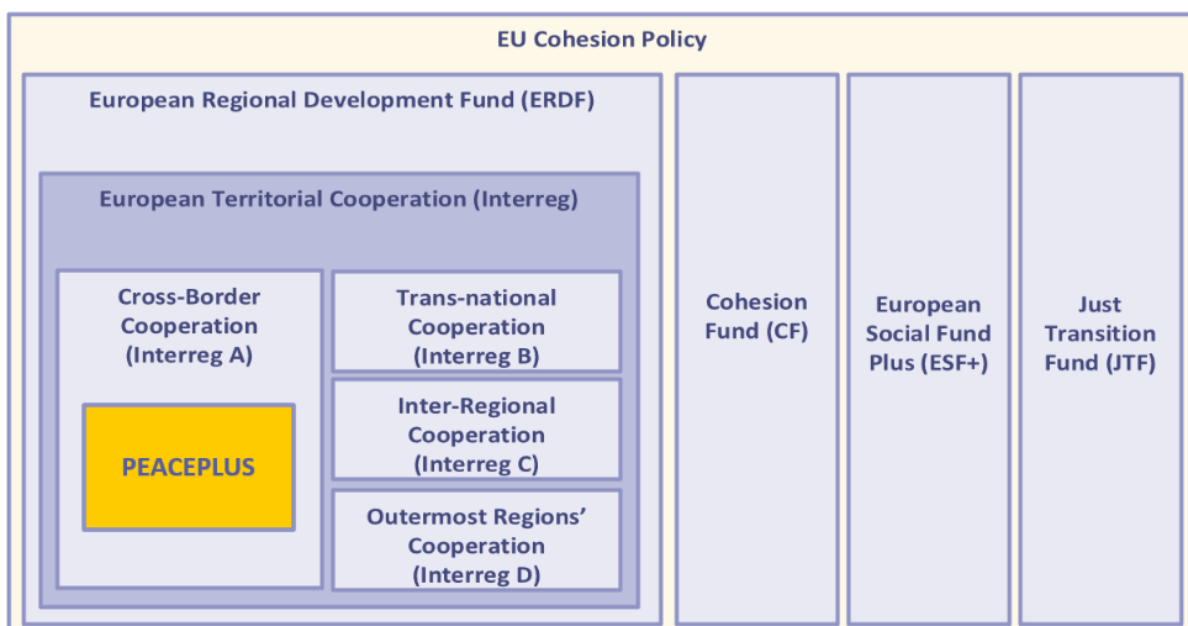 EU Cohesion Policy
European Regional Development Fund (ERDF)
European Territorial Cooperation (Interreg)
Cross-Border
Cooperation
(Interreg A)
PEACEPLUS
Trans-national
Cooperation
(Interreg B)
Inter-Regional
Cooperation
(Interreg C)
Outermost Regions’
Cooperation
(Interreg D)
Cohesion
Fund (CF)
European
Social Fund
Plus (ESF+)
Just
Transition
Fund (JTF)